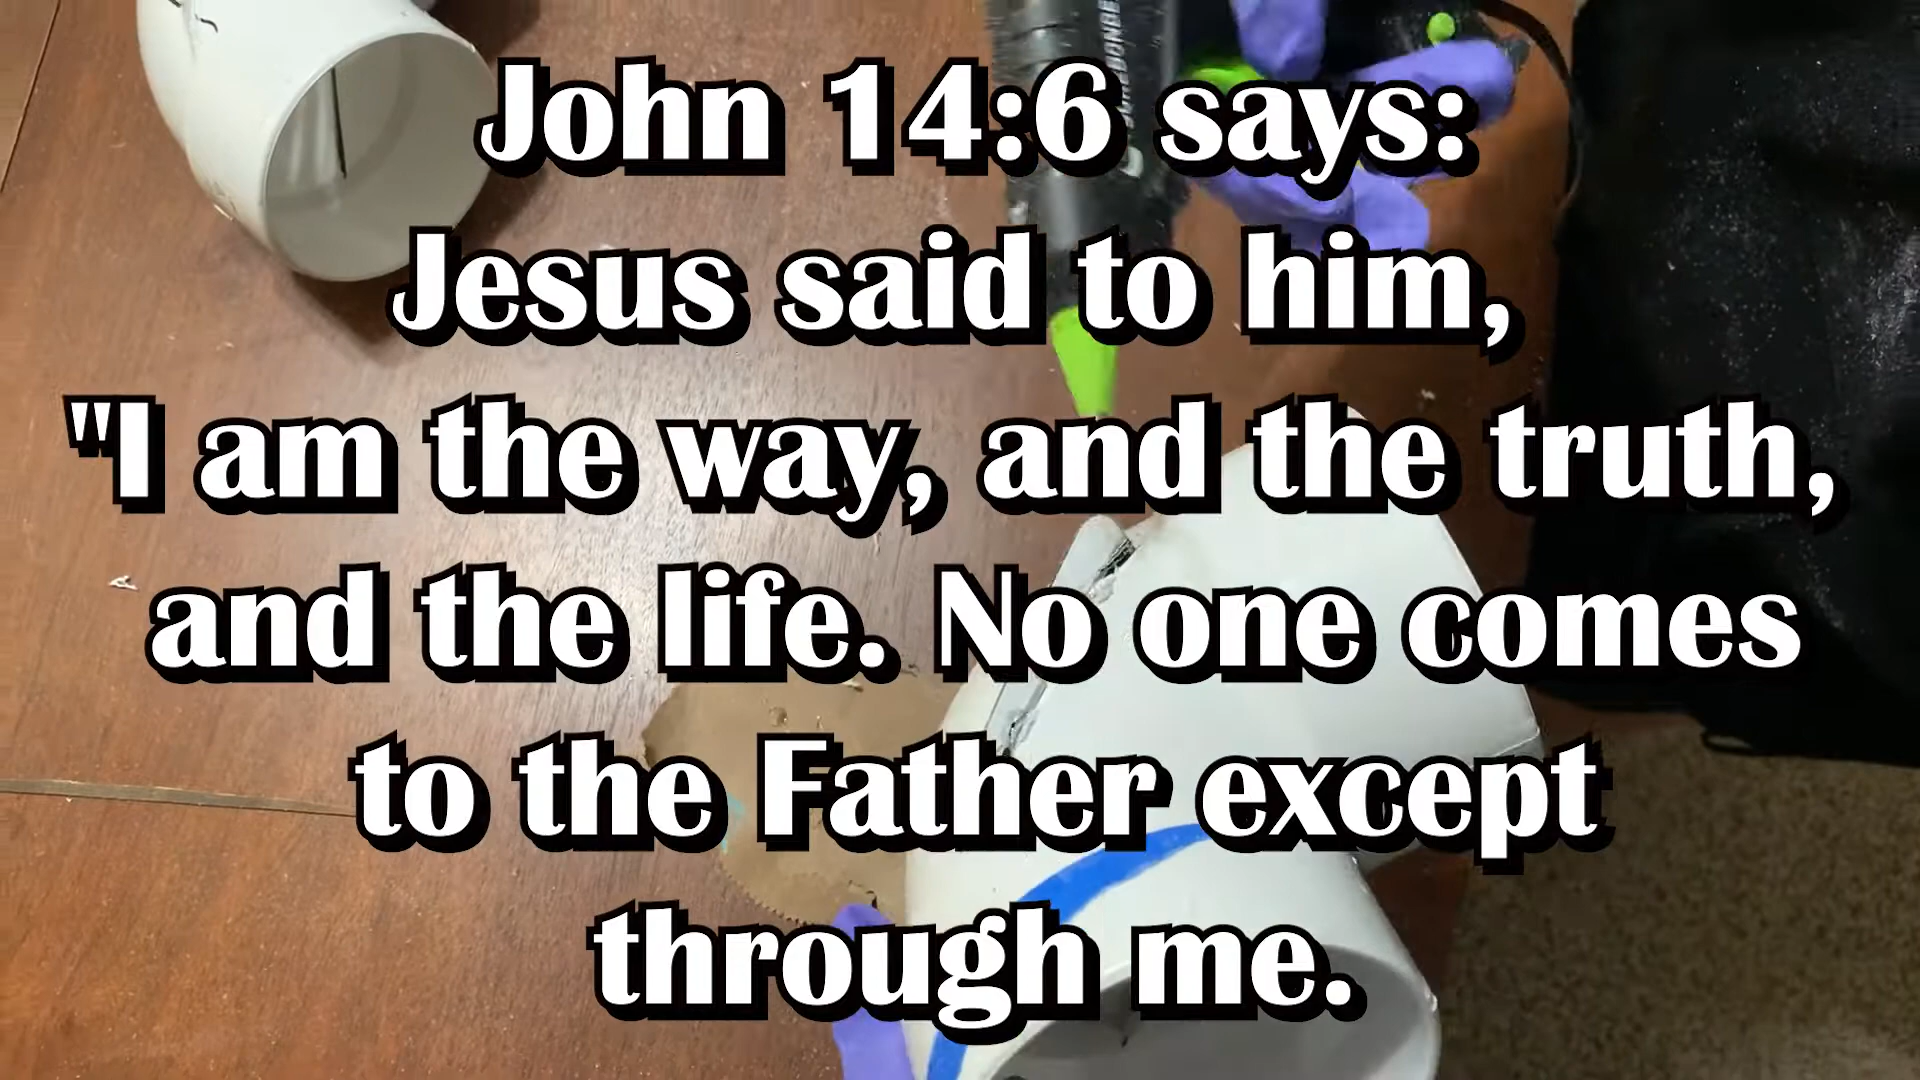 John 14:6 says:
Jesus said to him,
"I am the way, and the truth,
and the life. No one comes
to the Father except
through me.